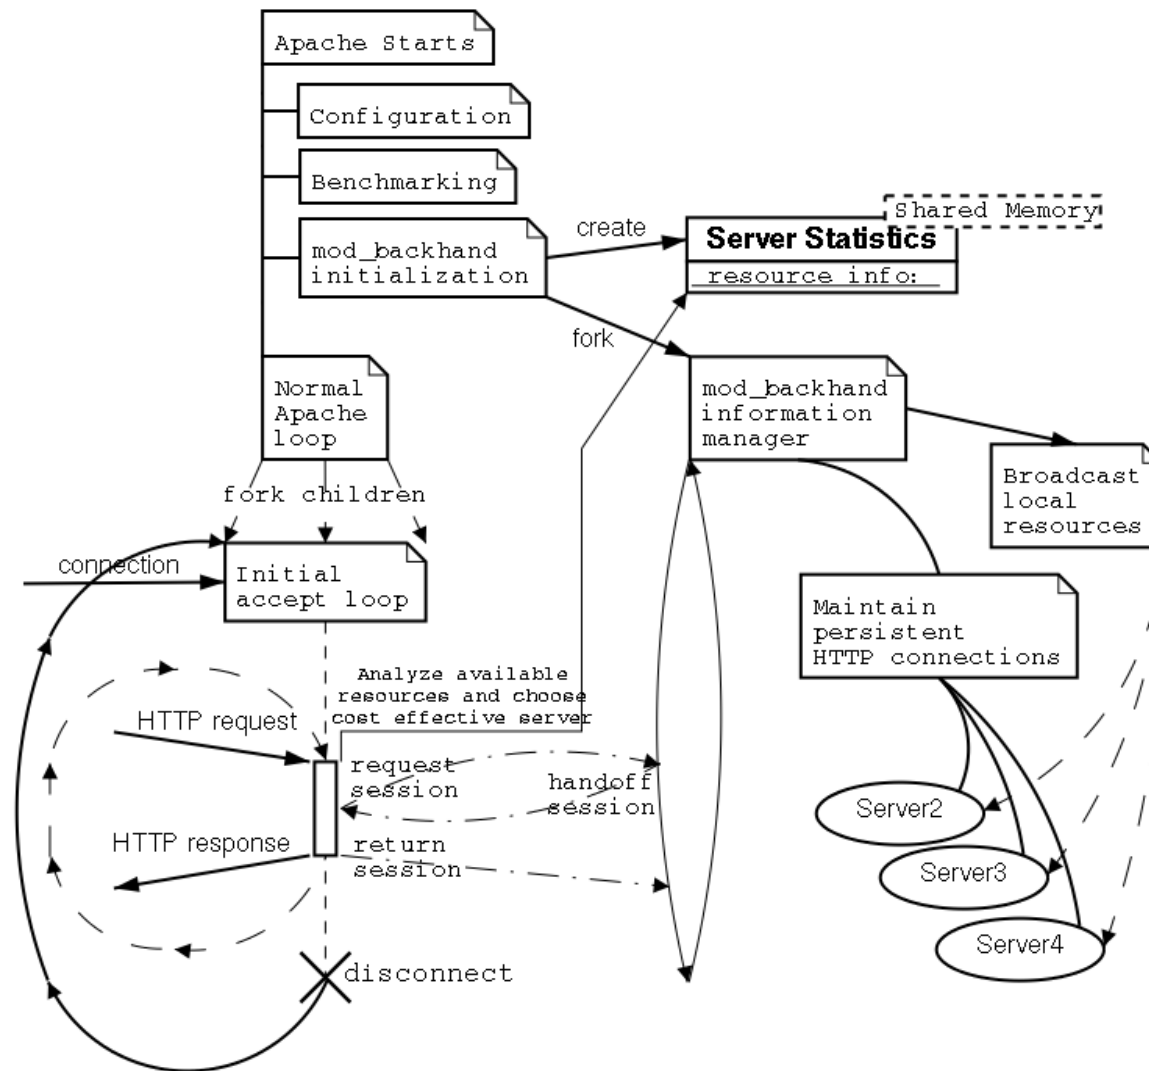 Apache Starts
Configuration
Benchmarking
mod_backhand
initialization
create
Shared Memory
Server Statistics
resource info:
fork
Normal
Apache
loop
mod_backhand
information
manager
Broadcast
local
resources
fork children
connection
Initial
accept loop
Maintain
persistent
HTTP connections
Analyze available
resources and choose
cost effective server
HTTP request
request
session
handoff
session
HTTP response
return
session
Server2
Server3
Server4
disconnect